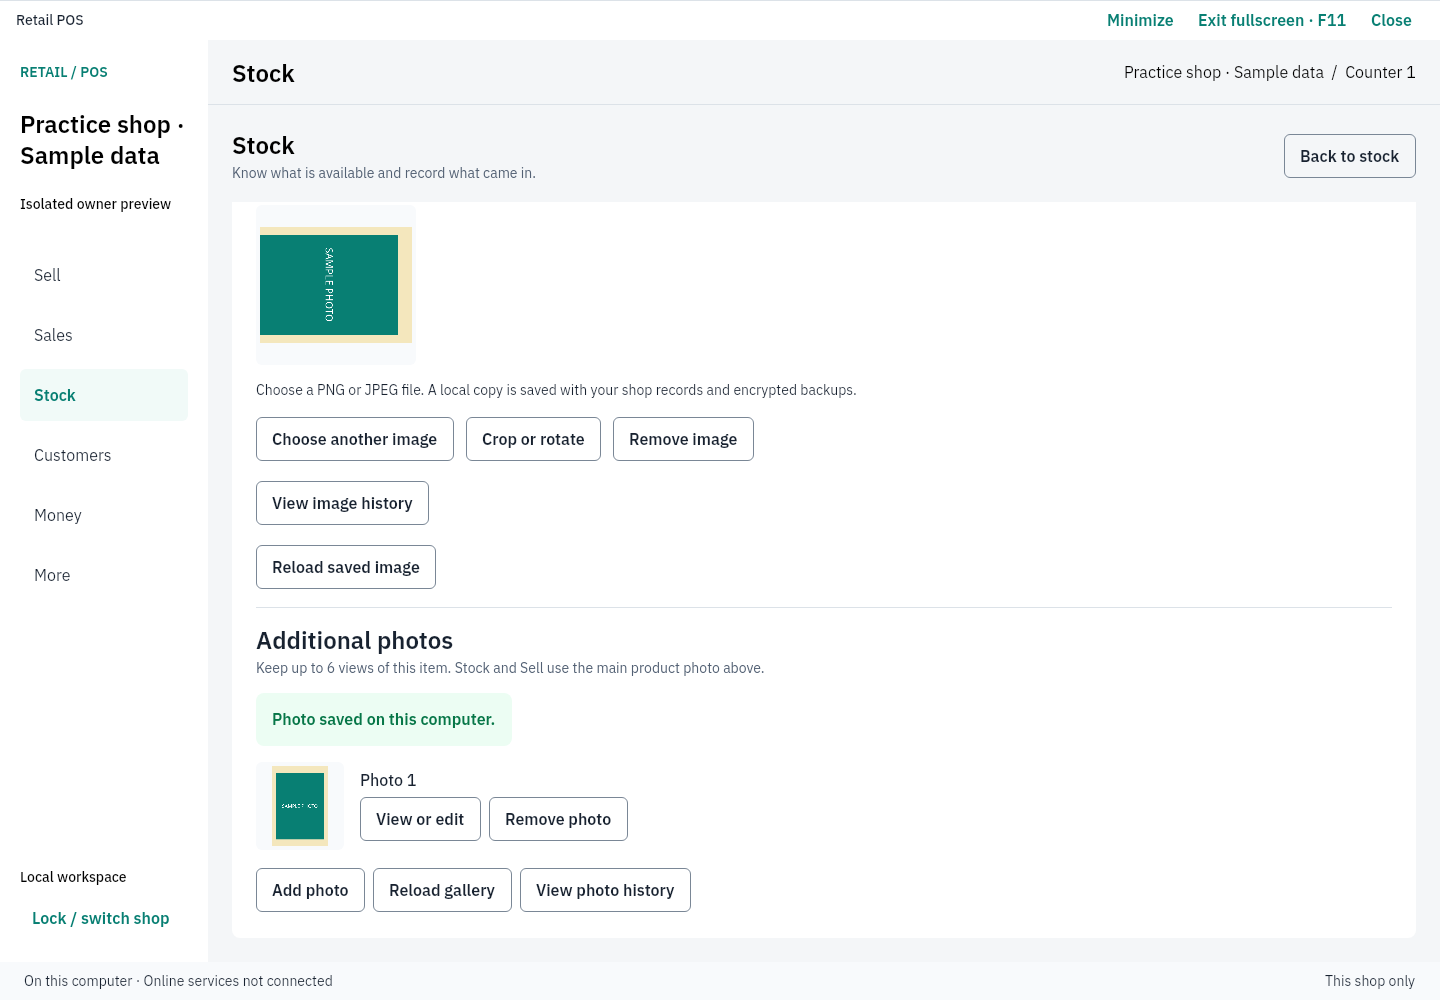 Retail POS
Minimize
Exit fullscreen · F11
Close
RETAIL / POS
Practice shop ·
Sample data
Isolated owner preview
Sell
Sales
Stock
Customers
Money
More
Local workspace
Lock / switch shop
Stock
Practice shop · Sample data / Counter 1
Stock
Know what is available and record what came in.
Back to stock
SAMPLE PHOTO
Choose a PNG or JPEG file. A local copy is saved with your shop records and encrypted backups.
Choose another image
Crop or rotate
Remove image
View image history
Reload saved image
Additional photos
Keep up to 6 views of this item. Stock and Sell use the main product photo above.
Photo saved on this computer.
Photo 1
View or edit
Remove photo
Add photo
Reload gallery
View photo history
On this computer · Online services not connected
This shop only